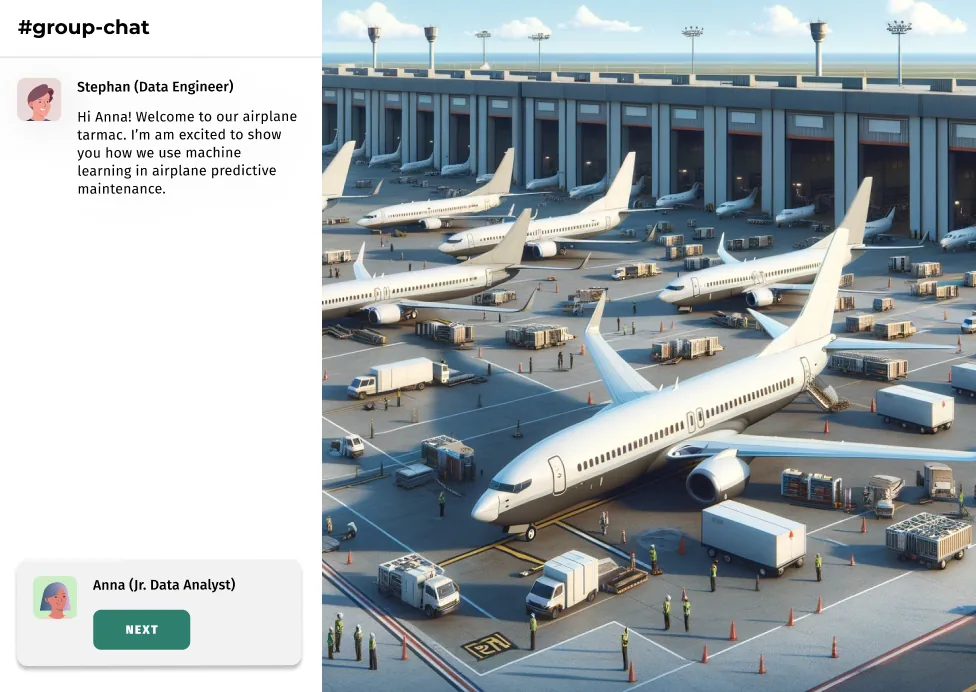 #group-chat
Stephan (Data Engineer)
Hi Anna! Welcome to our airplane
tarmac. I'm am excited to show
you how we use machine
learning in airplane predictive
maintenance.
Anna (Jr. Data Analyst)
NEXT